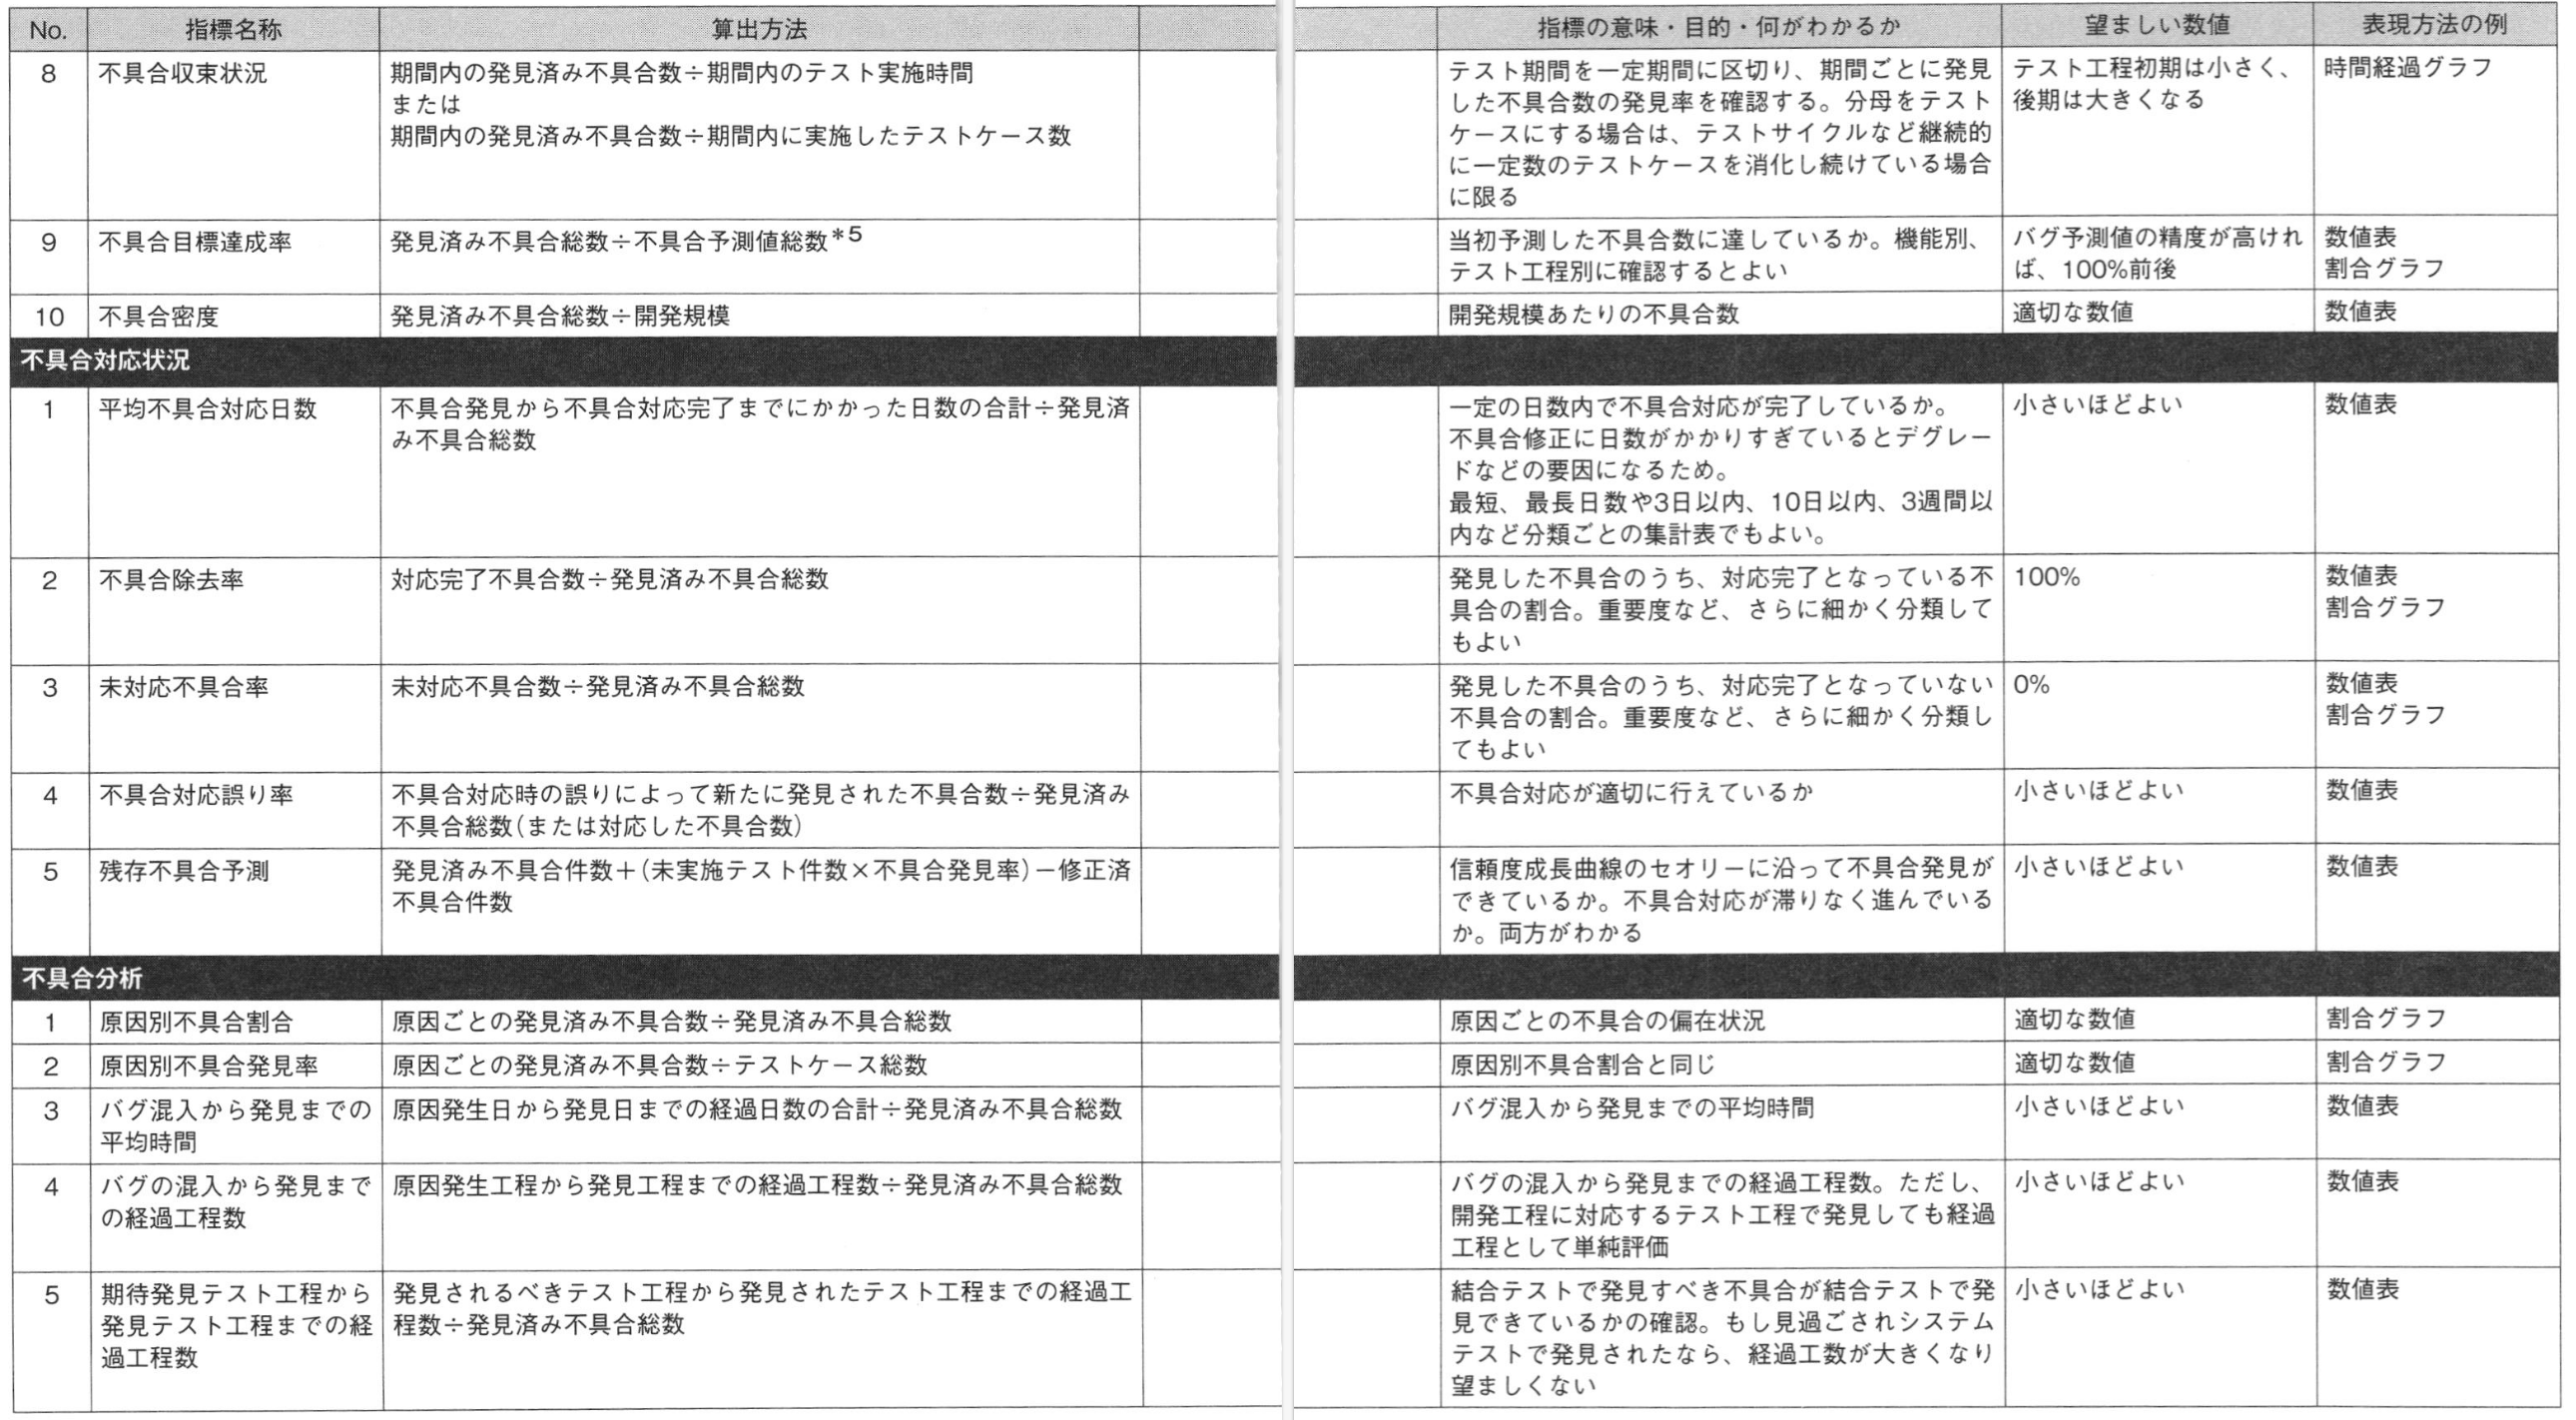 No. 指標名称 算出方法 指標の意味・目的・何がわかるか 望ましい数値 表現方法の例
8 不具合収束状況 期間内の発見済み不具合数÷期間内のテスト実施時間 テスト期間を一定期間に区切り、期間ごとに発見 テスト工程初期は小さく、 時間経過グラフ
または した不具合数の発見率を確認する。分母をテスト 後期は大きくなる
期間内の発見済み不具合数÷期間内に実施したテストケース数 ケースにする場合は、テストサイクルなど継続的
に一定数のテストケースを消化し続けている場合
に限る
9 不具合目標達成率 発見済み不具合総数÷不具合予測値総数*5 当初予測した不具合数に達しているか。機能別、 バグ予測値の精度が高けれ 数値表
テスト工程別に確認するとよい ば、100%前後 割合グラフ
10 不具合密度 発見済み不具合総数÷開発規模 開発規模あたりの不具合数 適切な数値 数値表
不具合対応状況
1 平均不具合対応日数 不具合発見から不具合対応完了までにかかった日数の合計÷発見済 一定の日数内で不具合対応が完了しているか。 小さいほどよい 数値表
み不具合総数 不具合修正に日数がかかりすぎているとデグレー
ドなどの要因になるため。
最短、最長日数や3日以内、10日以内、3週間以
内など分類ごとの集計表でもよい。
2 不具合除去率 対応完了不具合数÷発見済み不具合総数 発見した不具合のうち、対応完了となっている不 100% 数値表
具合の割合。重要度など、さらに細かく分類して 割合グラフ
もよい
3 未対応不具合率 未対応不具合数÷発見済み不具合総数 発見した不具合のうち、対応完了となっていない 0% 数値表
不具合の割合。重要度など、さらに細かく分類し 割合グラフ
てもよい
4 不具合対応誤り率 不具合対応時の誤りによって新たに発見された不具合数÷発見済み 不具合対応が適切に行えているか 小さいほどよい 数値表
不具合総数(または対応した不具合数)
5 残存不具合予測 発見済み不具合件数＋(未実施テスト件数×不具合発見率)－修正済 信頼度成長曲線のセオリーに沿って不具合発見が 小さいほどよい 数値表
不具合件数 できているか。不具合対応が滞りなく進んでいる
か。両方がわかる
不具合分析
1 原因別不具合割合 原因ごとの発見済み不具合数÷発見済み不具合総数 原因ごとの不具合の偏在状況 適切な数値 割合グラフ
2 原因別不具合発見率 原因ごとの発見済み不具合数÷テストケース総数 原因別不具合割合と同じ 適切な数値 割合グラフ
3 バグ混入から発見までの 原因発生日から発見日までの経過日数の合計÷発見済み不具合総数 バグ混入から発見までの平均時間 小さいほどよい 数値表
平均時間
4 バグの混入から発見まで 原因発生工程から発見工程までの経過工程数÷発見済み不具合総数 バグの混入から発見までの経過工程数。ただし、 小さいほどよい 数値表
の経過工程数 開発工程に対応するテスト工程で発見しても経過
工程として単純評価
5 期待発見テスト工程から 発見されるべきテスト工程から発見されたテスト工程までの経過工 結合テストで発見すべき不具合が結合テストで発 小さいほどよい 数値表
発見テスト工程までの経 程数÷発見済み不具合総数 見できているかの確認。もし見過ごされシステム
過工程数 テストで発見されたなら、経過工数が大きくなり
望ましくない